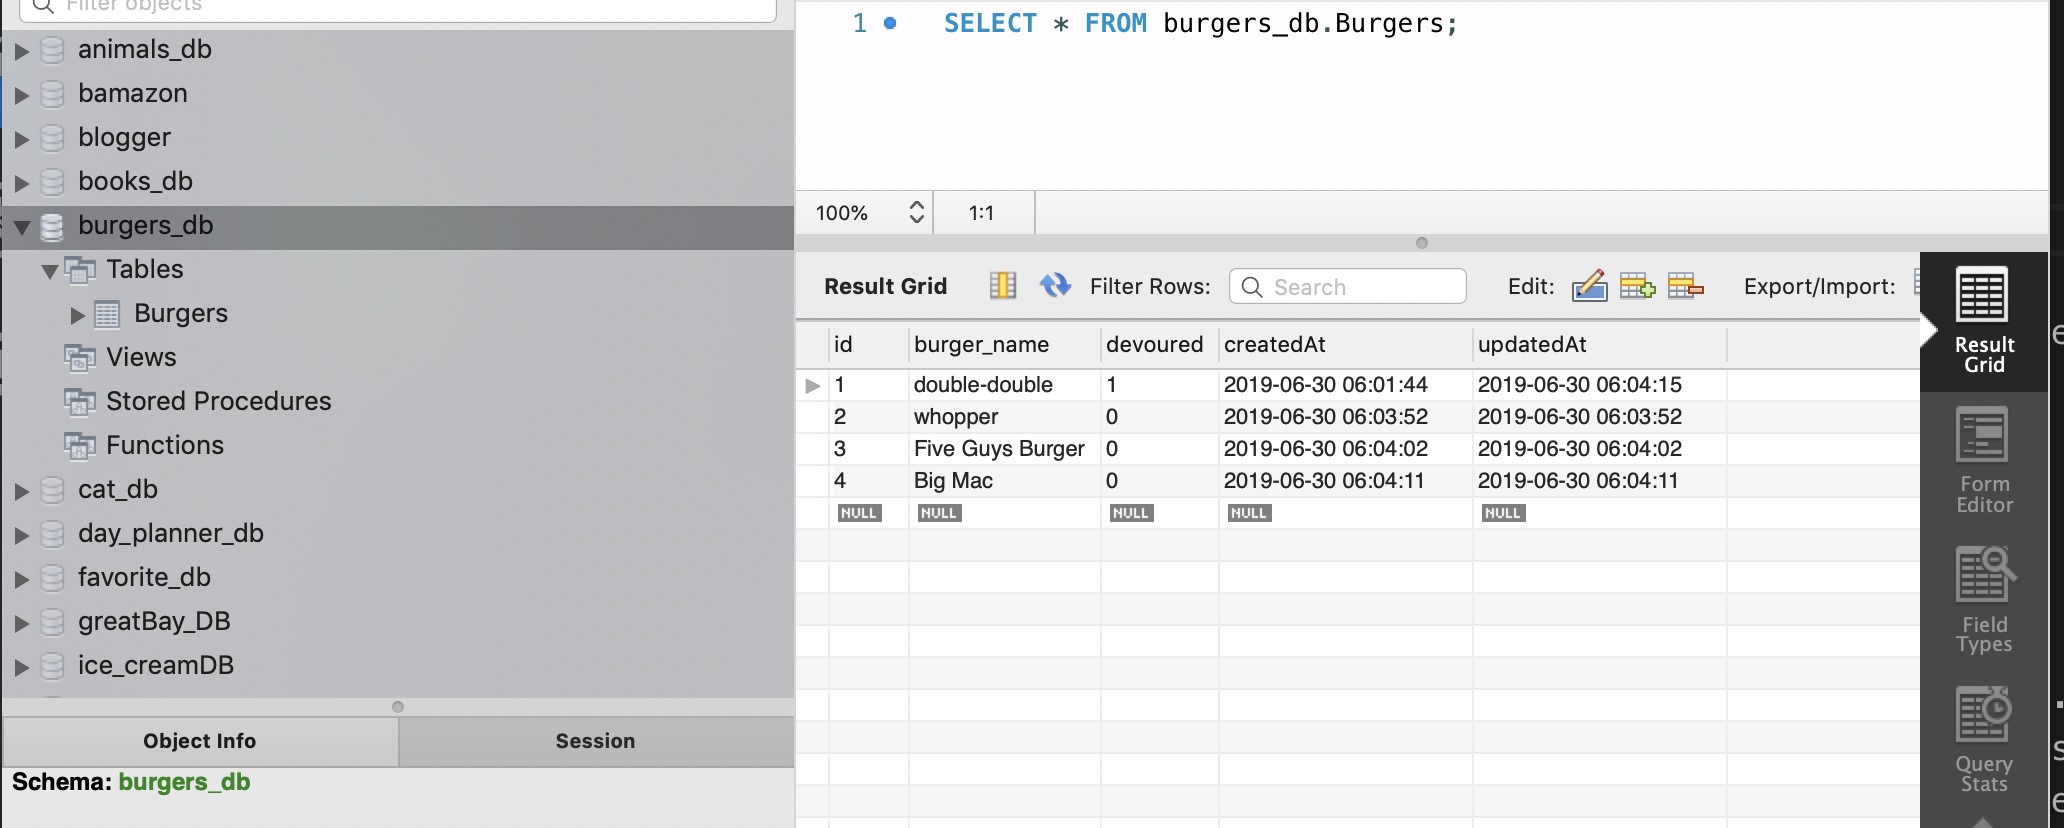 Filter objects
animals_db
bamazon
blogger
books_db
burgers_db
Tables
Burgers
Views
Stored Procedures
Functions
cat_db
day_planner_db
favorite_db
greatBay_DB
ice_creamDB
Object Info Session
Schema: burgers_db
1 SELECT * FROM burgers_db.Burgers;
100% 1:1
Result Grid Filter Rows: Search Edit: Export/Import:
id burger_name devoured createdAt updatedAt
1 double-double 1 2019-06-30 06:01:44 2019-06-30 06:04:15
2 whopper 0 2019-06-30 06:03:52 2019-06-30 06:03:52
3 Five Guys Burger 0 2019-06-30 06:04:02 2019-06-30 06:04:02
4 Big Mac 0 2019-06-30 06:04:11 2019-06-30 06:04:11
NULL NULL NULL NULL NULL
Result
Grid
Form
Editor
Field
Types
Query
Stats